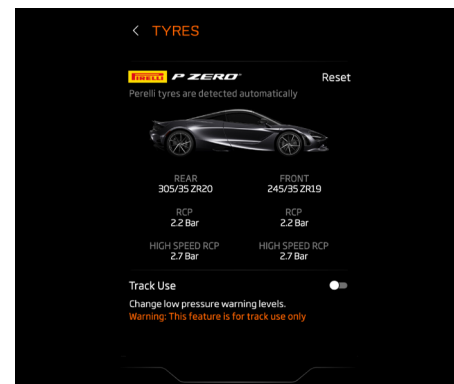 TYRES
PIRELLI P ZERO™ Reset
Perelli tyres are detected automatically
REAR FRONT
305/35 ZR20 245/35 ZR19
RCP RCP
2.2 Bar 2.2 Bar
HIGH SPEED RCP HIGH SPEED RCP
2.7 Bar 2.7 Bar
Track Use
Change low pressure warning levels.
Warning: This feature is for track use only